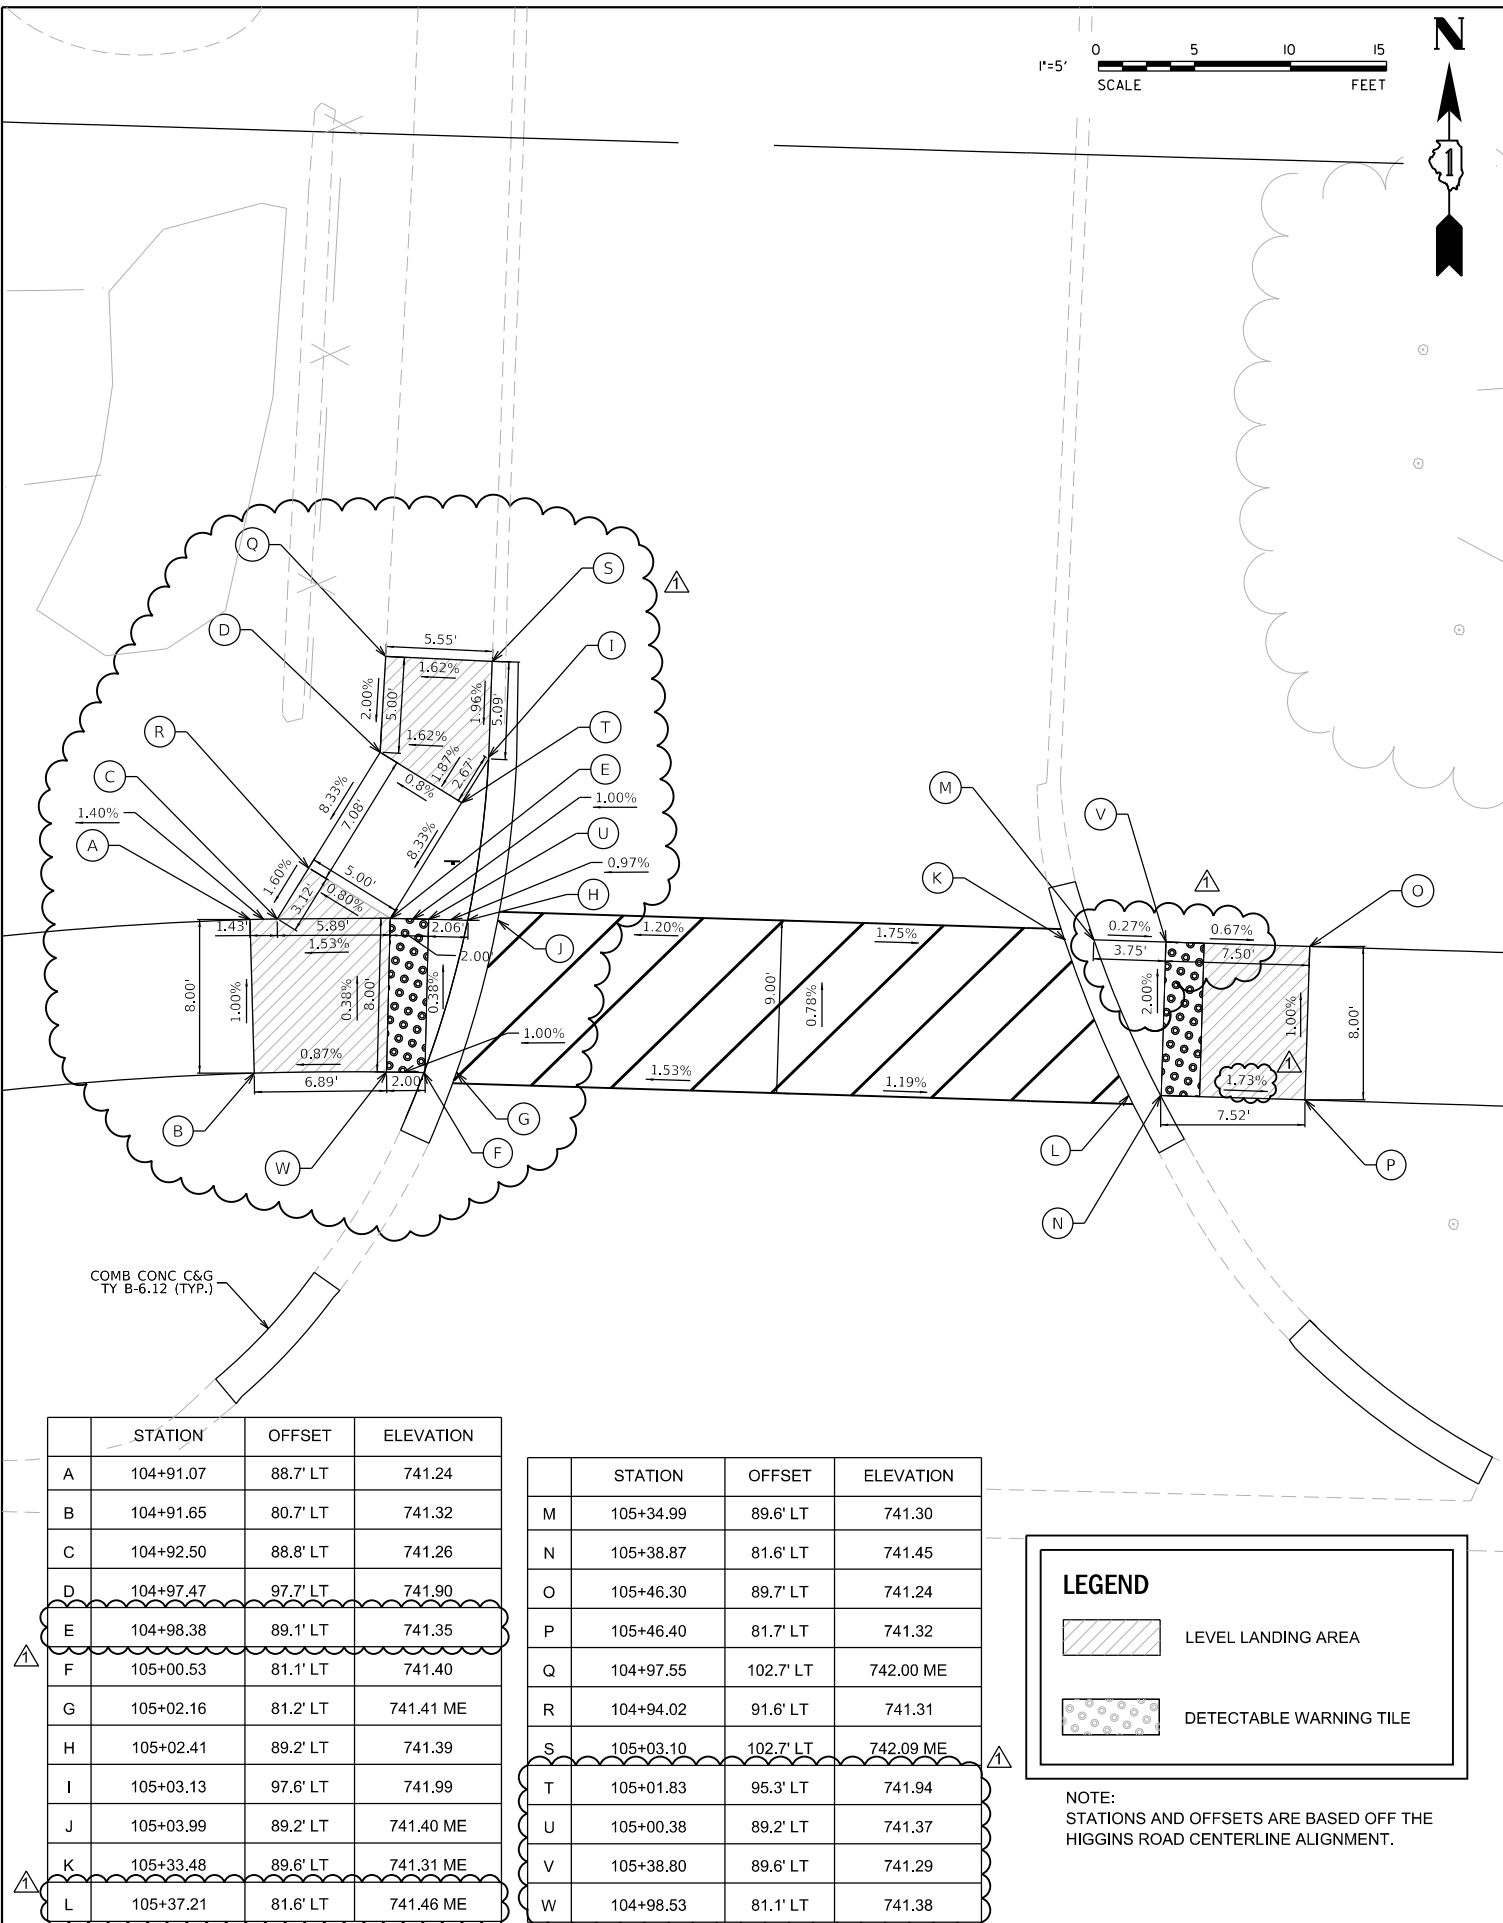 1"=5'
0 5 10 15
SCALE FEET
N
1
Q
S
1
D
5.55'
I
1.62%
2.00%
5.00'
1.96%
5.09'
R
1.62%
T
C
8.33%
7.08'
0.8%
1.87%
2.67'
E
M
1.40%
1.00%
V
A
8.33%
U
1.60%
3.12'
5.00'
0.80%
0.97%
K
1
O
H
1.43'
5.89'
2.06'
1.20%
1.75%
0.27%
0.67%
1.53%
J
3.75'
7.50'
2.00'
8.00'
1.00%
0.38%
8.00'
0.38%
9.00'
0.78%
2.00%
1.00%
8.00'
1.00%
0.87%
1.53%
1.19%
1
1.73%
6.89'
2.00'
7.52'
B
G
W
F
L
P
N
COMB CONC C&G
TY B-6.12 (TYP.)
STATION OFFSET ELEVATION
A 104+91.07 88.7' LT 741.24
B 104+91.65 80.7' LT 741.32
C 104+92.50 88.8' LT 741.26
D 104+97.47 97.7' LT 741.90
E 104+98.38 89.1' LT 741.35
1
F 105+00.53 81.1' LT 741.40
G 105+02.16 81.2' LT 741.41 ME
H 105+02.41 89.2' LT 741.39
I 105+03.13 97.6' LT 741.99
J 105+03.99 89.2' LT 741.40 ME
K 105+33.48 89.6' LT 741.31 ME
1
L 105+37.21 81.6' LT 741.46 ME
STATION OFFSET ELEVATION
M 105+34.99 89.6' LT 741.30
N 105+38.87 81.6' LT 741.45
O 105+46.30 89.7' LT 741.24
P 105+46.40 81.7' LT 741.32
Q 104+97.55 102.7' LT 742.00 ME
R 104+94.02 91.6' LT 741.31
S 105+03.10 102.7' LT 742.09 ME
1
T 105+01.83 95.3' LT 741.94
U 105+00.38 89.2' LT 741.37
V 105+38.80 89.6' LT 741.29
W 104+98.53 81.1' LT 741.38
LEGEND
LEVEL LANDING AREA
DETECTABLE WARNING TILE
NOTE:
STATIONS AND OFFSETS ARE BASED OFF THE
HIGGINS ROAD CENTERLINE ALIGNMENT.